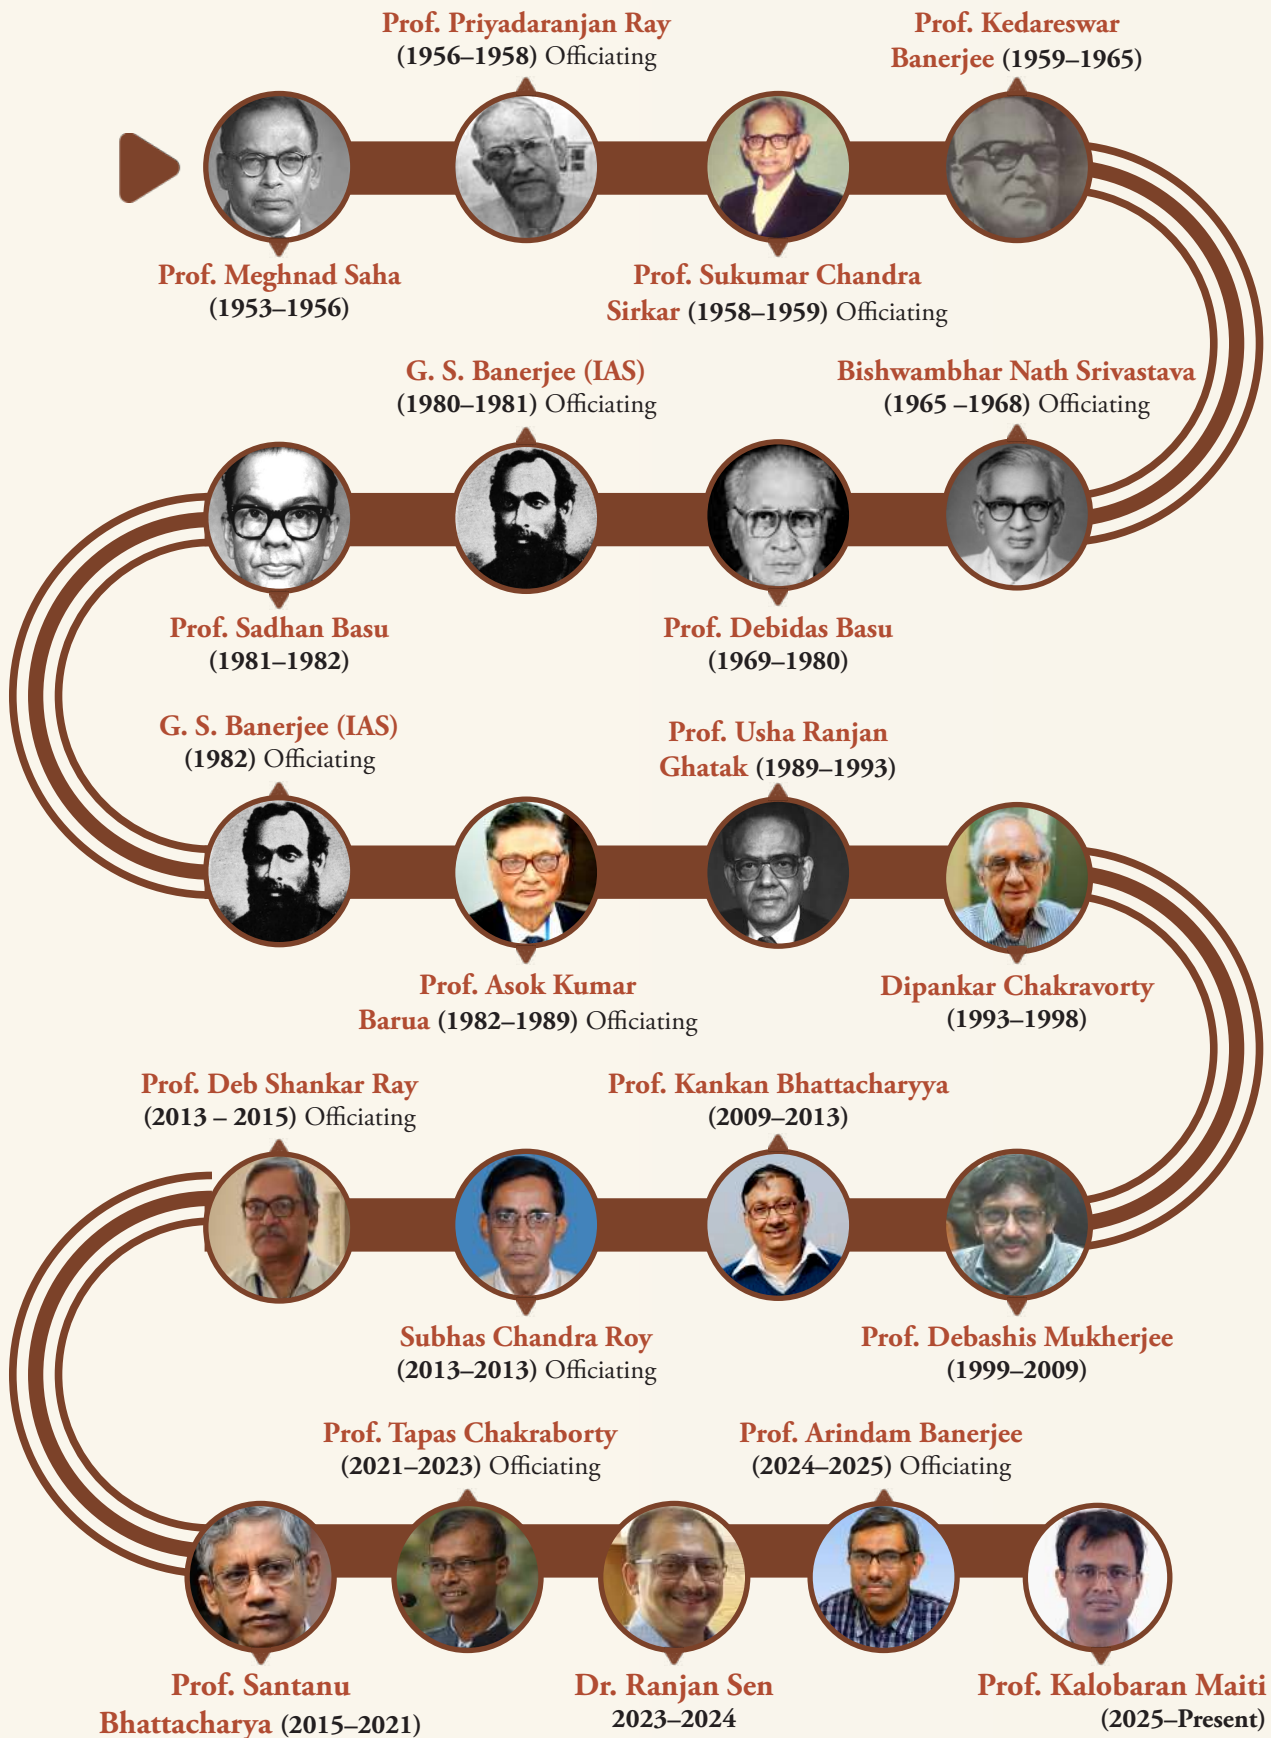 Prof. Priyadaranjan Ray
(1956–1958) Officiating
Prof. Kedareswar
Banerjee (1959–1965)
Prof. Meghnad Saha
(1953–1956)
Prof. Sukumar Chandra
Sirkar (1958–1959) Officiating
G. S. Banerjee (IAS)
(1980–1981) Officiating
Bishwambhar Nath Srivastava
(1965 –1968) Officiating
Prof. Sadhan Basu
(1981–1982)
Prof. Debidas Basu
(1969–1980)
G. S. Banerjee (IAS)
(1982) Officiating
Prof. Usha Ranjan
Ghatak (1989–1993)
Prof. Asok Kumar
Barua (1982–1989) Officiating
Dipankar Chakravorty
(1993–1998)
Prof. Deb Shankar Ray
(2013 – 2015) Officiating
Prof. Kankan Bhattacharyya
(2009–2013)
Subhas Chandra Roy
(2013–2013) Officiating
Prof. Debashis Mukherjee
(1999–2009)
Prof. Tapas Chakraborty
(2021–2023) Officiating
Prof. Arindam Banerjee
(2024–2025) Officiating
Prof. Santanu
Bhattacharya (2015–2021)
Dr. Ranjan Sen
2023–2024
Prof. Kalobaran Maiti
(2025–Present)